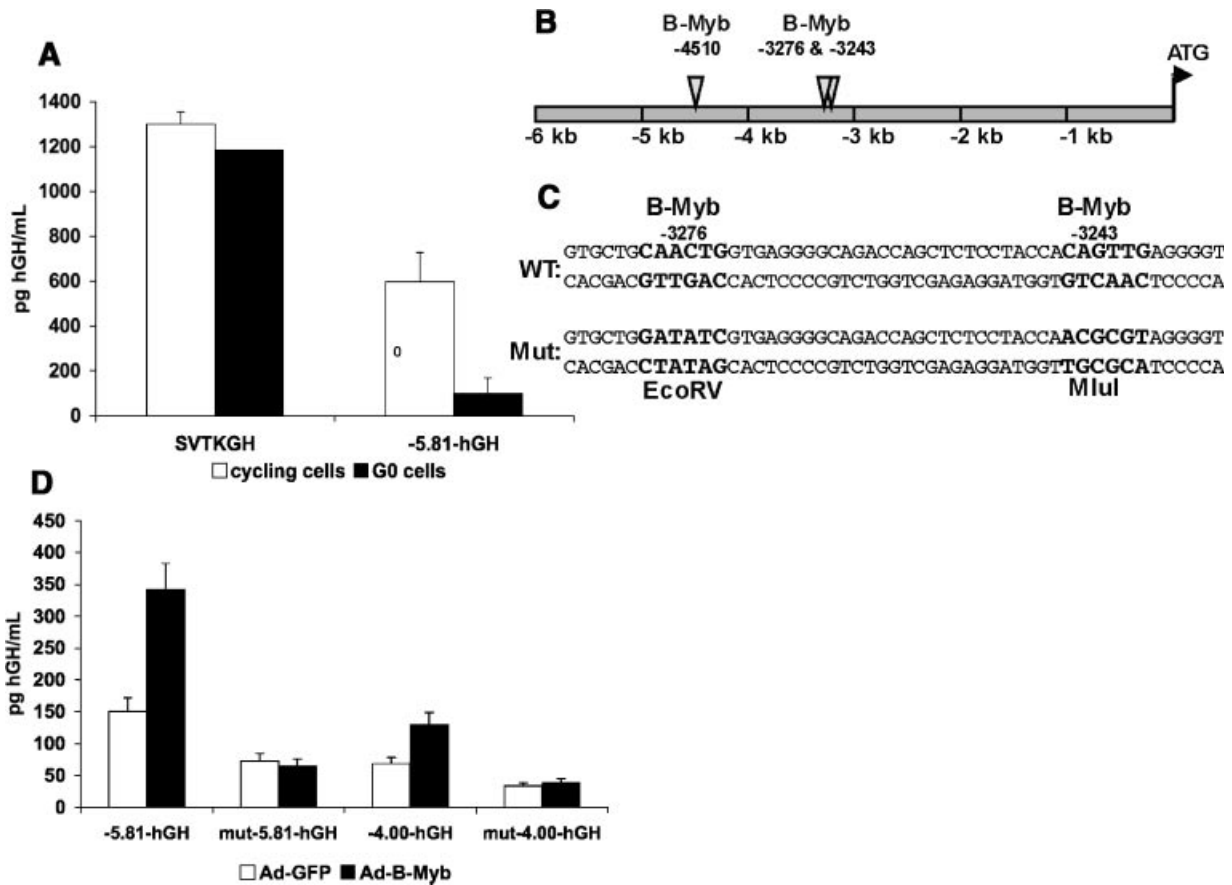 A
1400
1200
1000
800
600
400
200
0
pg hGH/mL
0
SVTKGH
-5.81-hGH
cycling cells
G0 cells
B
B-Myb
-4510
B-Myb
-3276 & -3243
ATG
-6 kb
-5 kb
-4 kb
-3 kb
-2 kb
-1 kb
C
B-Myb
-3276
B-Myb
-3243
WT:
GTGCTGCAACTGGTGAGGGGCAGACCAGCTCTCCTACCACAGTTGAGGGGT
CACGACGTTGACCACTCCCCGTCTGGTCGAGAGGATGGTGTCAACTCCCCA
Mut:
GTGCTGGATATCGTGAGGGGCAGACCAGCTCTCCTACCAACGCGTAGGGGT
CACGACCTATAGCACTCCCCGTCTGGTCGAGAGGATGGTTGCGCATCCCCA
EcoRV
MluI
D
450
400
350
300
250
200
150
100
50
0
pg hGH/mL
-5.81-hGH
mut-5.81-hGH
-4.00-hGH
mut-4.00-hGH
Ad-GFP
Ad-B-Myb